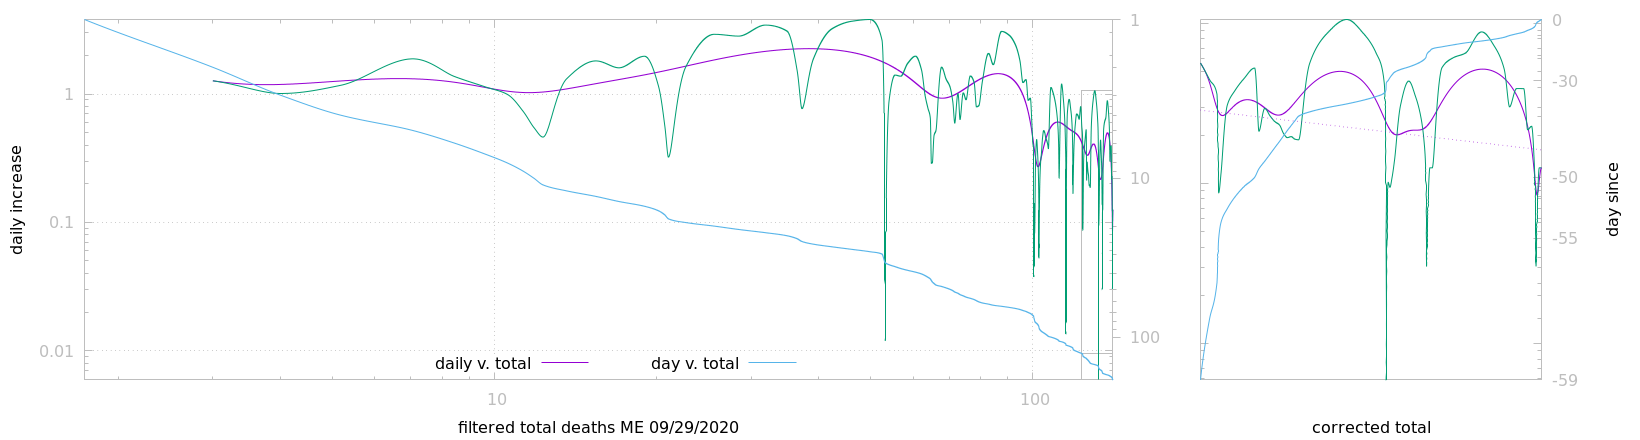 daily increase
1
0.1
0.01
10
100
filtered total deaths ME 09/29/2020
daily v. total
day v. total
1
10
100
0
-30
-50
-55
-59
day since
corrected total